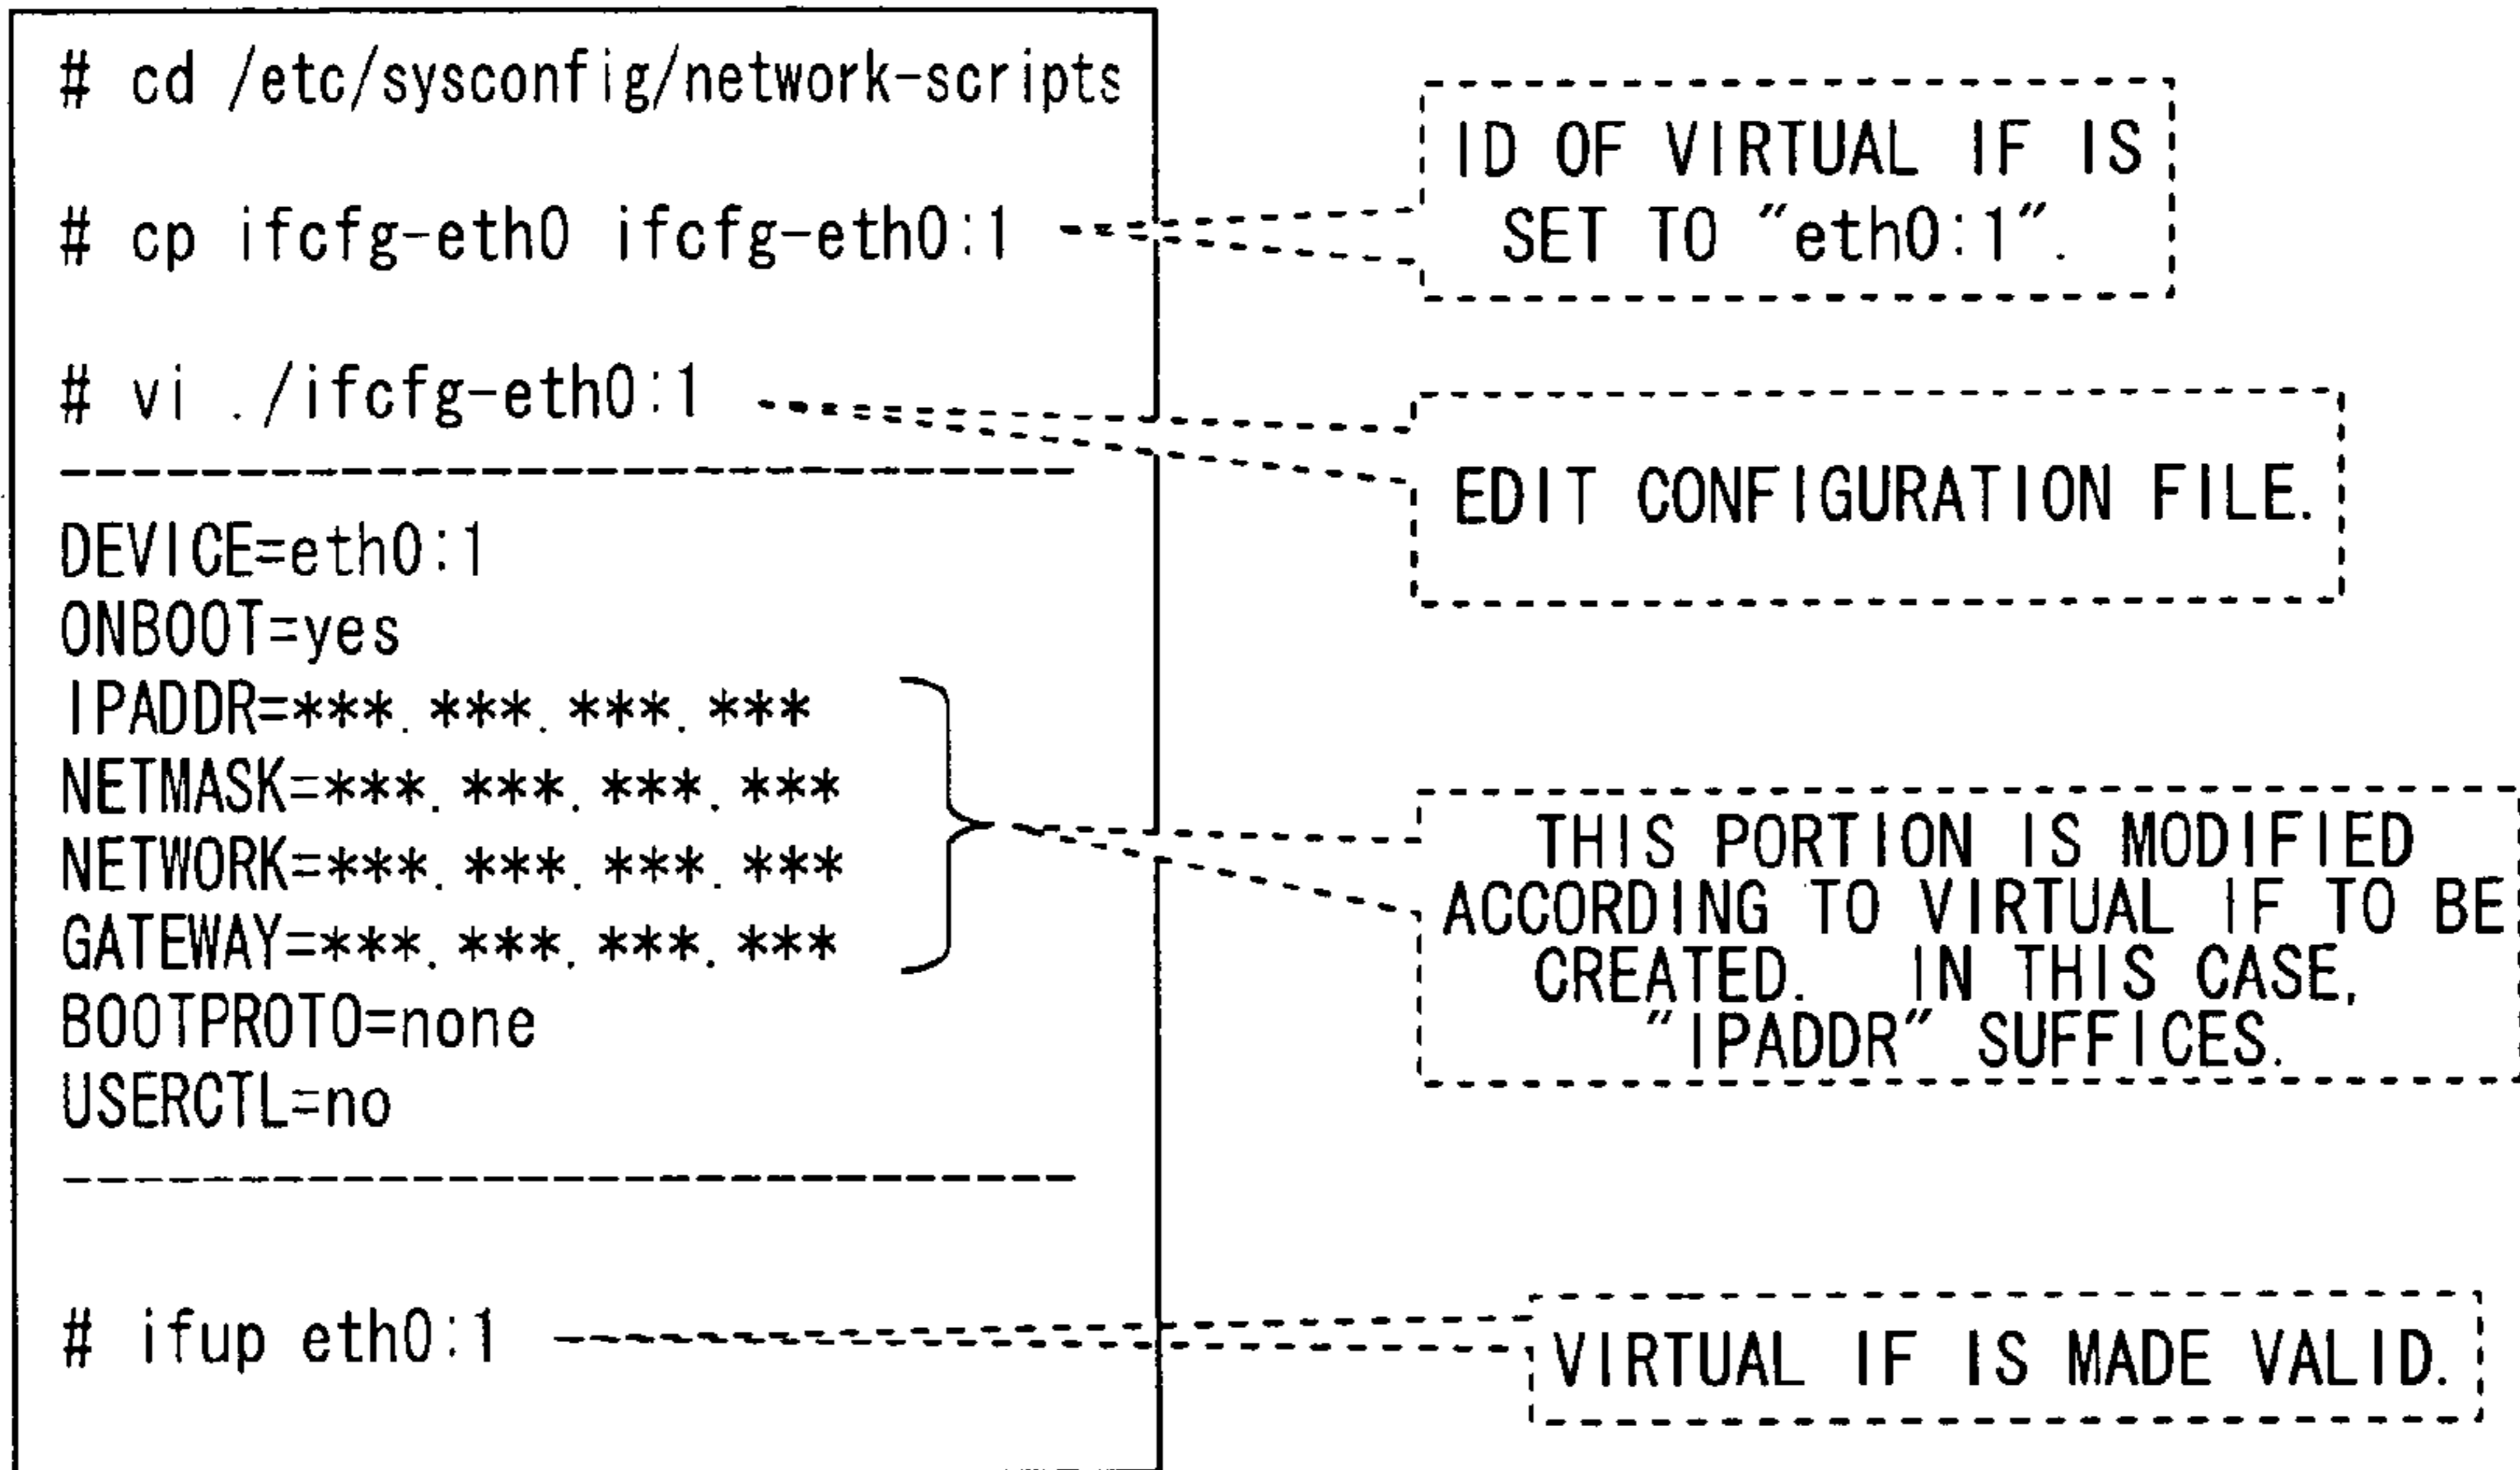 # cd /etc/sysconfig/network-scripts
# cp ifcfg-eth0 ifcfg-eth0:1
ID OF VIRTUAL IF IS
SET TO "eth0:1".
# vi ./ifcfg-eth0:1
EDIT CONFIGURATION FILE.
--------------------------------
DEVICE=eth0:1
ONBOOT=yes
IPADDR=***.***.***.***
NETMASK=***.***.***.***
NETWORK=***.***.***.***
GATEWAY=***.***.***.***
BOOTPROTO=none
USERCTL=no
THIS PORTION IS MODIFIED
ACCORDING TO VIRTUAL IF TO BE
CREATED. IN THIS CASE,
"IPADDR" SUFFICES.
--------------------------------
# ifup eth0:1
VIRTUAL IF IS MADE VALID.